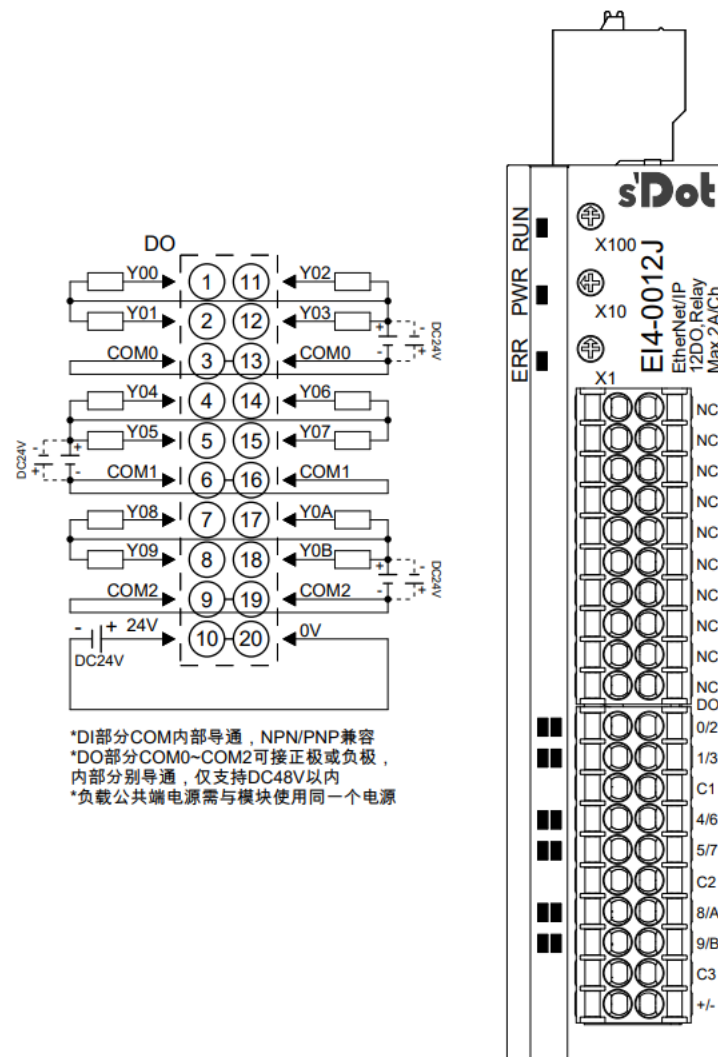 DO
Y00 1 11 Y02
Y01 2 12 Y03
COM0 3 13 COM0
+ - - + DC24V
Y04 4 14 Y06
Y05 5 15 Y07
DC24V - + + -
COM1 6 16 COM1
Y08 7 17 Y0A
Y09 8 18 Y0B
COM2 9 19 COM2
+ - - + DC24V
- + 24V 10 20 0V
DC24V
*DI部分COM内部导通，NPN/PNP兼容
*DO部分COM0~COM2可接正极或负极，
内部分别导通，仅支持DC48V以内
*负载公共端电源需与模块使用同一个电源
s'Dot
RUN
PWR
ERR
X100
X10
X1
EI4-0012J
EtherNet/IP
12DO,Relay
Max 2A/Ch
NC
NC
NC
NC
NC
NC
NC
NC
NC
NC
DO
0/2
1/3
C1
4/6
5/7
C2
8/A
9/B
C3
+/-